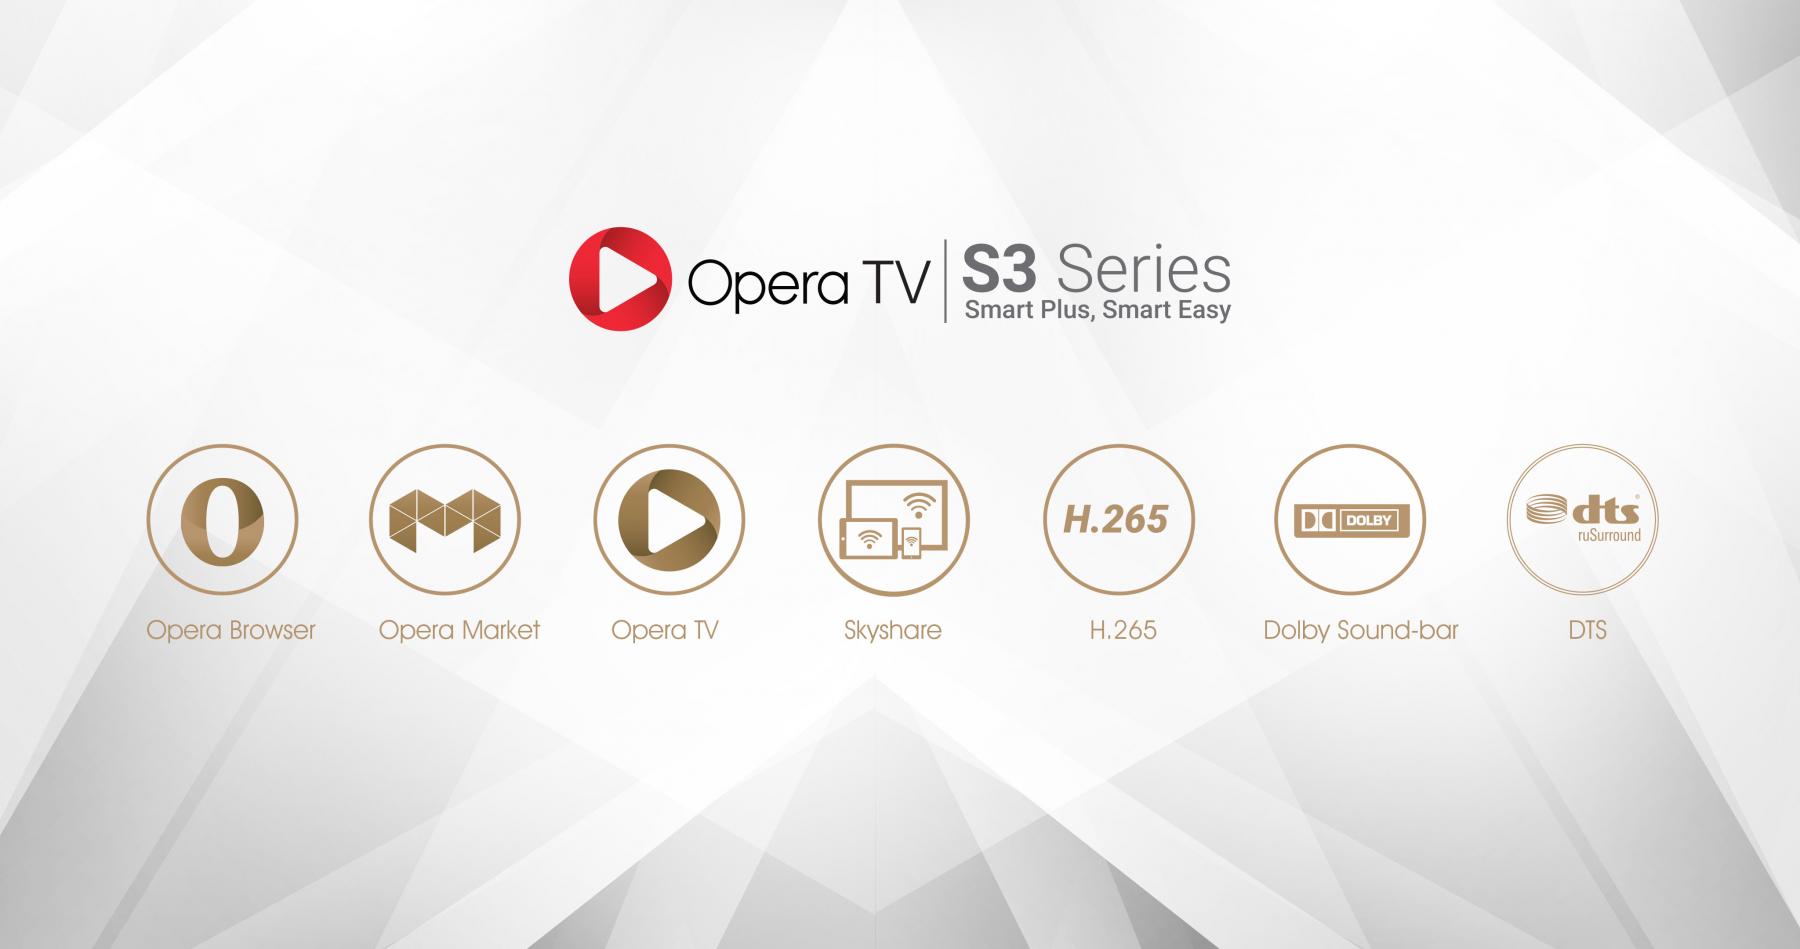 Opera TV
S3 Series
Smart Plus, Smart Easy
H.265
DOLBY
dts
ruSurround
Opera Browser
Opera Market
Opera TV
Skyshare
H.265
Dolby Sound-bar
DTS